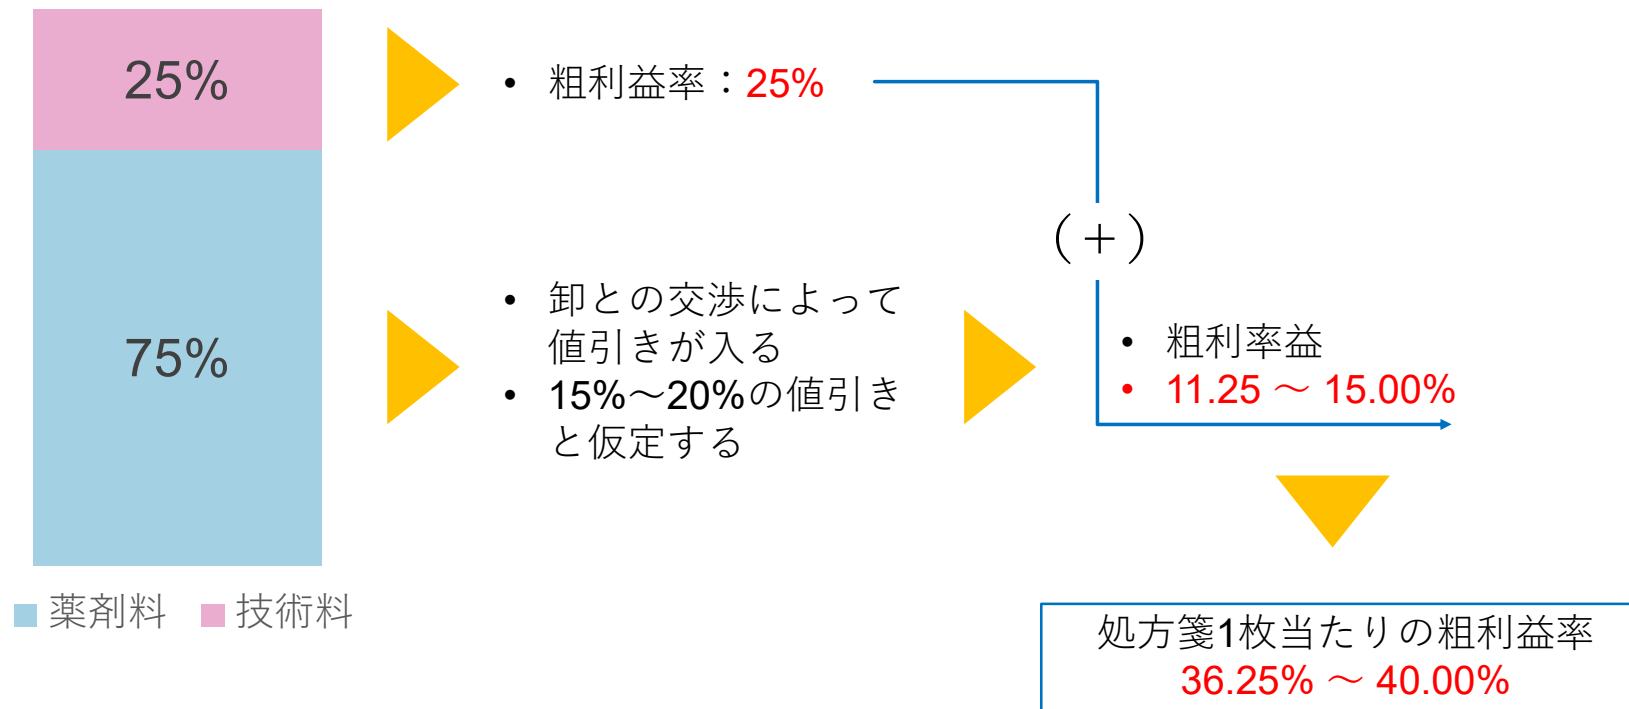 25%
• 粗利益率：25%
（＋）
75%
• 卸との交渉によって
値引きが入る
• 15%～20%の値引き
と仮定する
• 粗利率益
• 11.25 ～ 15.00%
薬剤料 技術料
処方箋1枚当たりの粗利益率
36.25% ～ 40.00%